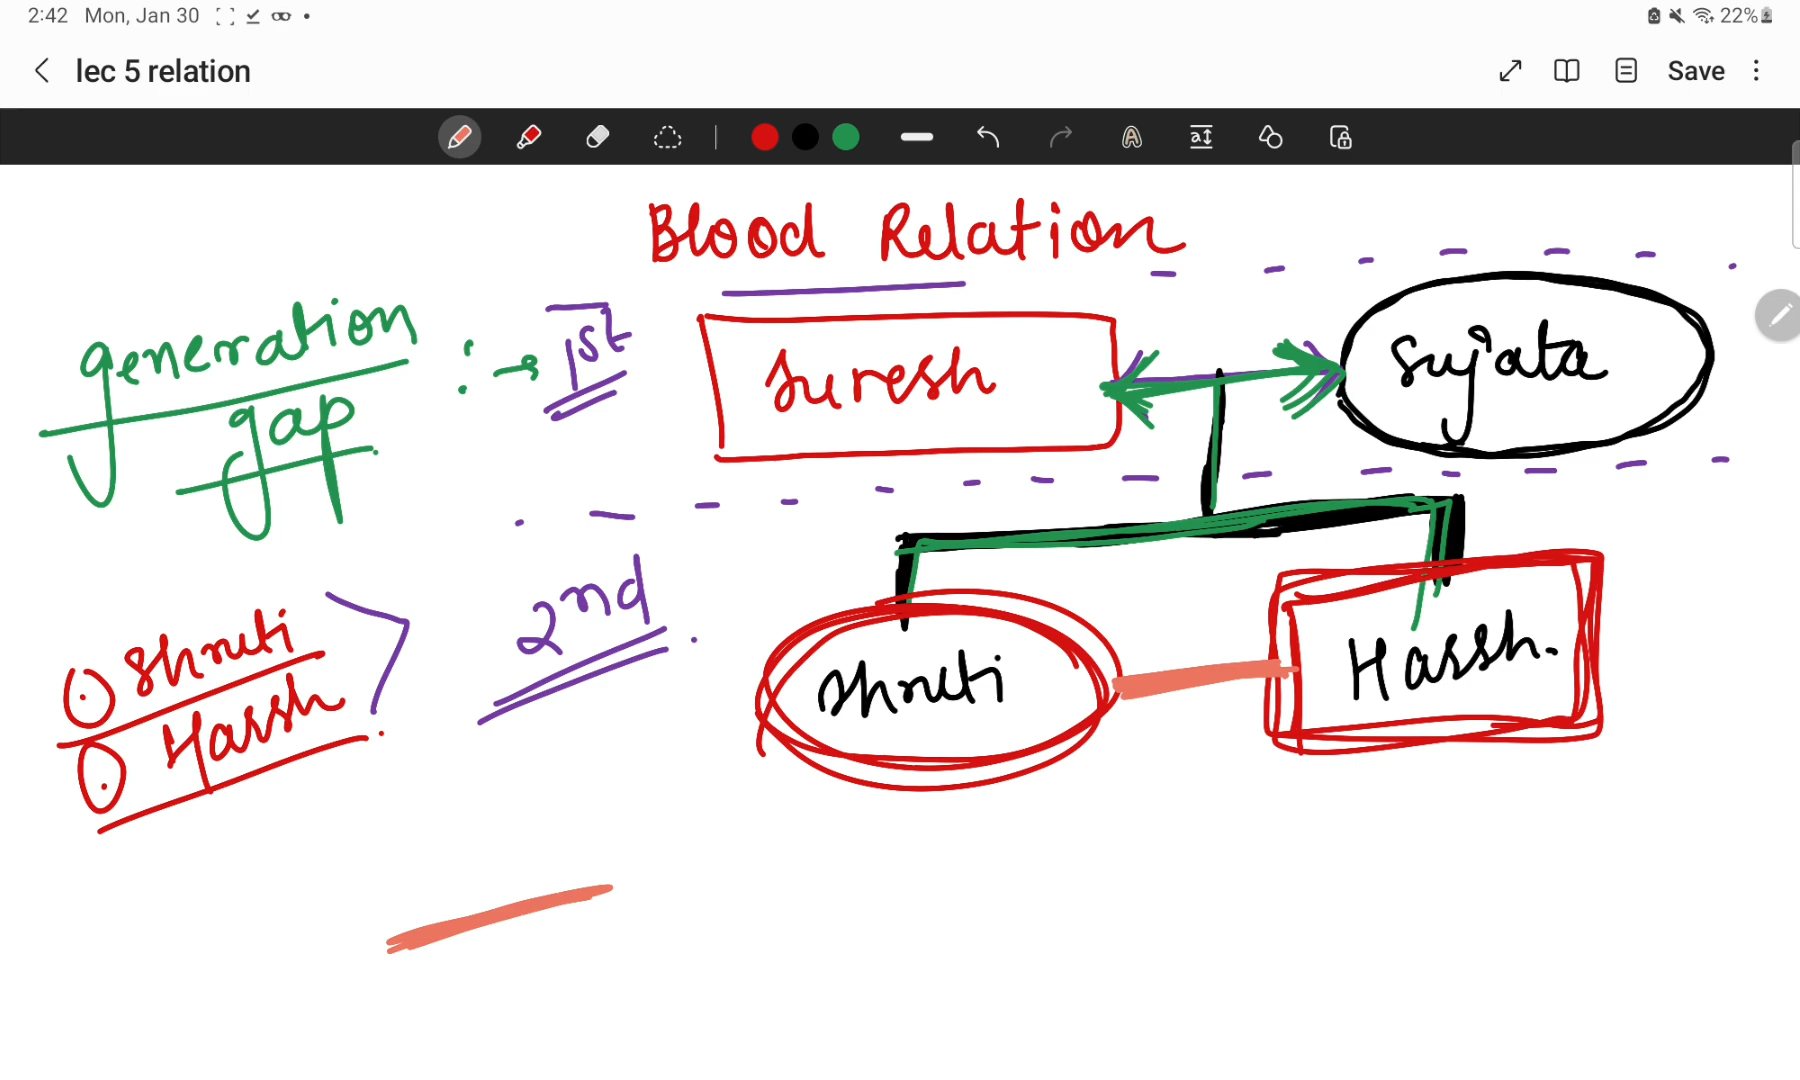 2:42 Mon, Jan 30
22%
lec 5 relation
Save
Blood Relation
generation
gap
:→ 1st
Suresh
Sujata
2nd.
Shruti
Harsh.
Shruti
Harsh.